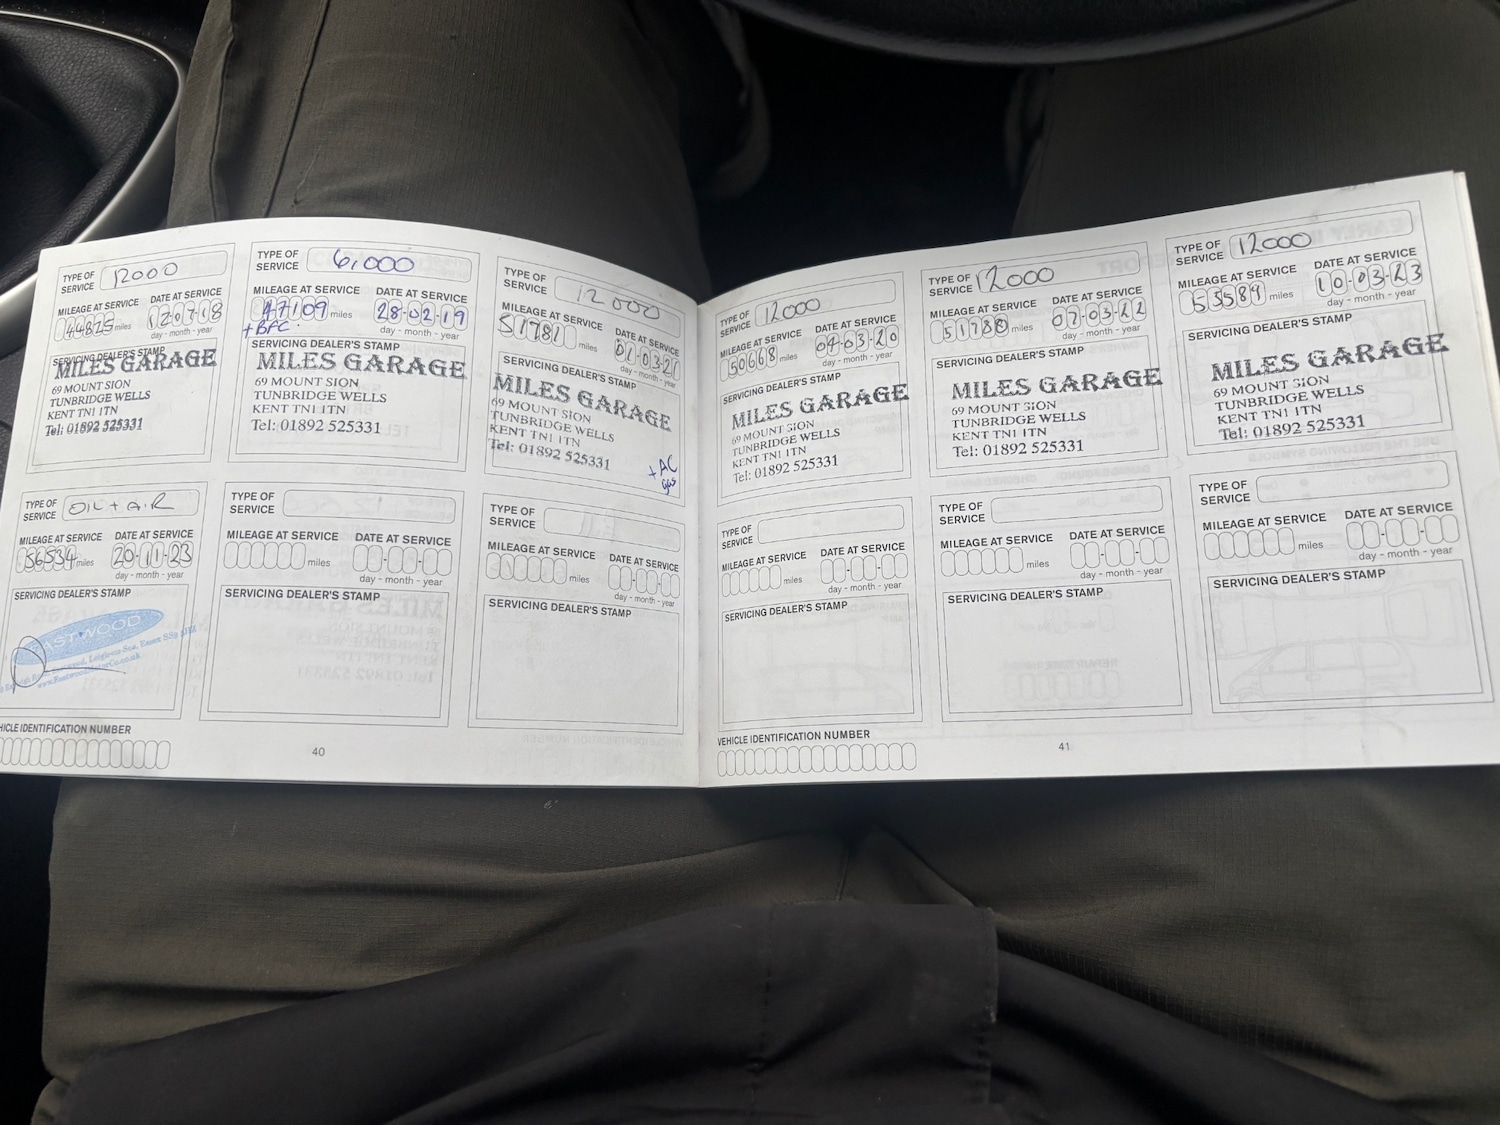 TYPE OF SERVICE 12000
MILEAGE AT SERVICE DATE AT SERVICE
44825 miles 12-07-18
day - month - year
SERVICING DEALER'S STAMP
MILES GARAGE
69 MOUNT SION
TUNBRIDGE WELLS
KENT TN1 1TN
Tel: 01892 525331
TYPE OF SERVICE 6,000
MILEAGE AT SERVICE DATE AT SERVICE
47109 miles 28-02-19
+BFC. day - month - year
SERVICING DEALER'S STAMP
MILES GARAGE
69 MOUNT SION
TUNBRIDGE WELLS
KENT TN1 1TN
Tel: 01892 525331
TYPE OF SERVICE 12000
MILEAGE AT SERVICE DATE AT SERVICE
51781 miles 01-03-21
day - month - year
SERVICING DEALER'S STAMP
MILES GARAGE
69 MOUNT SION
TUNBRIDGE WELLS
KENT TN1 1TN
Tel: 01892 525331
+AC
gas
TYPE OF SERVICE OIL + AIR
MILEAGE AT SERVICE DATE AT SERVICE
56534 miles 20-11-23
day - month - year
SERVICING DEALER'S STAMP
EASTWOOD
Leigh-on-Sea, Essex SS9
TYPE OF SERVICE
MILEAGE AT SERVICE DATE AT SERVICE
miles
day - month - year
SERVICING DEALER'S STAMP
TYPE OF SERVICE
MILEAGE AT SERVICE DATE AT SERVICE
miles
day - month - year
SERVICING DEALER'S STAMP
VEHICLE IDENTIFICATION NUMBER
40
TYPE OF SERVICE 12000
MILEAGE AT SERVICE DATE AT SERVICE
50668 miles 04-03-20
day - month - year
SERVICING DEALER'S STAMP
MILES GARAGE
69 MOUNT SION
TUNBRIDGE WELLS
KENT TN1 1TN
Tel: 01892 525331
TYPE OF SERVICE 12000
MILEAGE AT SERVICE DATE AT SERVICE
51788 miles 07-03-22
day - month - year
SERVICING DEALER'S STAMP
MILES GARAGE
69 MOUNT SION
TUNBRIDGE WELLS
KENT TN1 1TN
Tel: 01892 525331
TYPE OF SERVICE 12000
MILEAGE AT SERVICE DATE AT SERVICE
53589 miles 10-03-23
day - month - year
SERVICING DEALER'S STAMP
MILES GARAGE
69 MOUNT SION
TUNBRIDGE WELLS
KENT TN1 1TN
Tel: 01892 525331
TYPE OF SERVICE
MILEAGE AT SERVICE DATE AT SERVICE
miles
day - month - year
SERVICING DEALER'S STAMP
TYPE OF SERVICE
MILEAGE AT SERVICE DATE AT SERVICE
miles
day - month - year
SERVICING DEALER'S STAMP
TYPE OF SERVICE
MILEAGE AT SERVICE DATE AT SERVICE
miles
day - month - year
SERVICING DEALER'S STAMP
VEHICLE IDENTIFICATION NUMBER
41